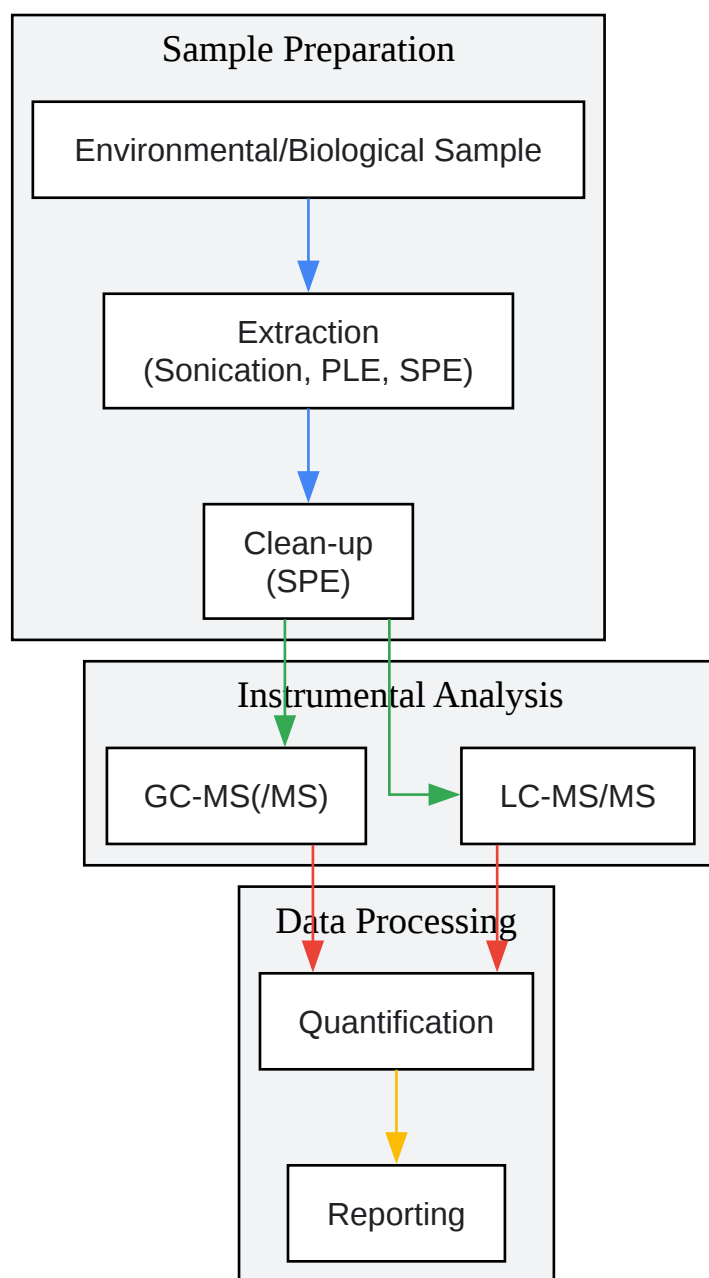 Sample Preparation
Environmental/Biological Sample
Extraction
(Sonication, PLE, SPE)
Clean-up
(SPE)
Instrumental Analysis
GC-MS(/MS)
LC-MS/MS
Data Processing
Quantification
Reporting